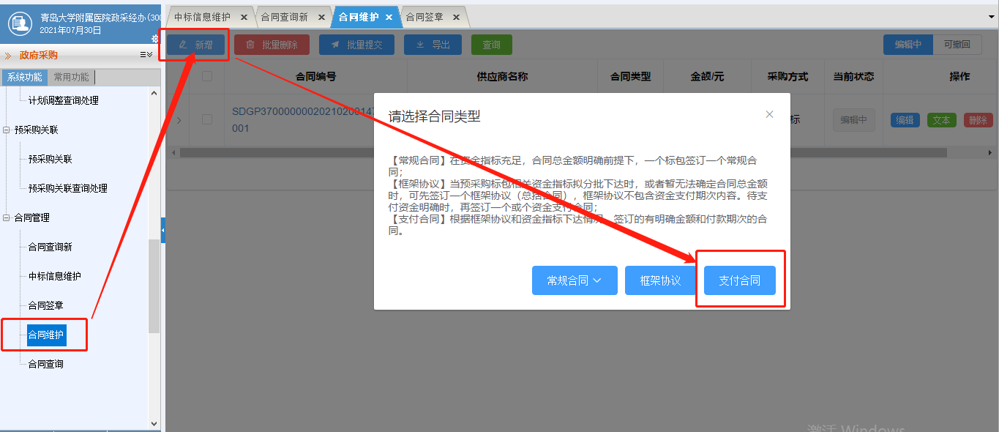 青岛大学附属医院政采经办(300
2021年07月30日
政府采购
系统功能 常用功能
计划调整查询处理
预采购关联
预采购关联
预采购关联查询处理
合同管理
合同查询新
中标信息维护
合同签章
合同维护
合同查询
中标信息维护 × 合同查询新 × 合同维护 × 合同签章 ×
新增 批量删除 批量提交 导出 查询 编辑中 可撤回
合同编号 供应商名称 合同类型 金额/元 采购方式 当前状态 操作
SDGP37000000020210200147
001
标 编辑中 编辑 文本 删除
请选择合同类型
【常规合同】在资金指标充足，合同总金额明确前提下，一个标包签订一个常规合
同；
【框架协议】当预采购标包相关资金指标拟分批下达时，或者暂无法确定合同总金额
时，可先签订一个框架协议（总括合同），框架协议不包含资金支付期次内容。待支
付资金明确时，再签订一个或个资金支付合同；
【支付合同】根据框架协议和资金指标下达情况，签订的有明确金额和付款期次的合
同。
常规合同 框架协议 支付合同
激活 Windows